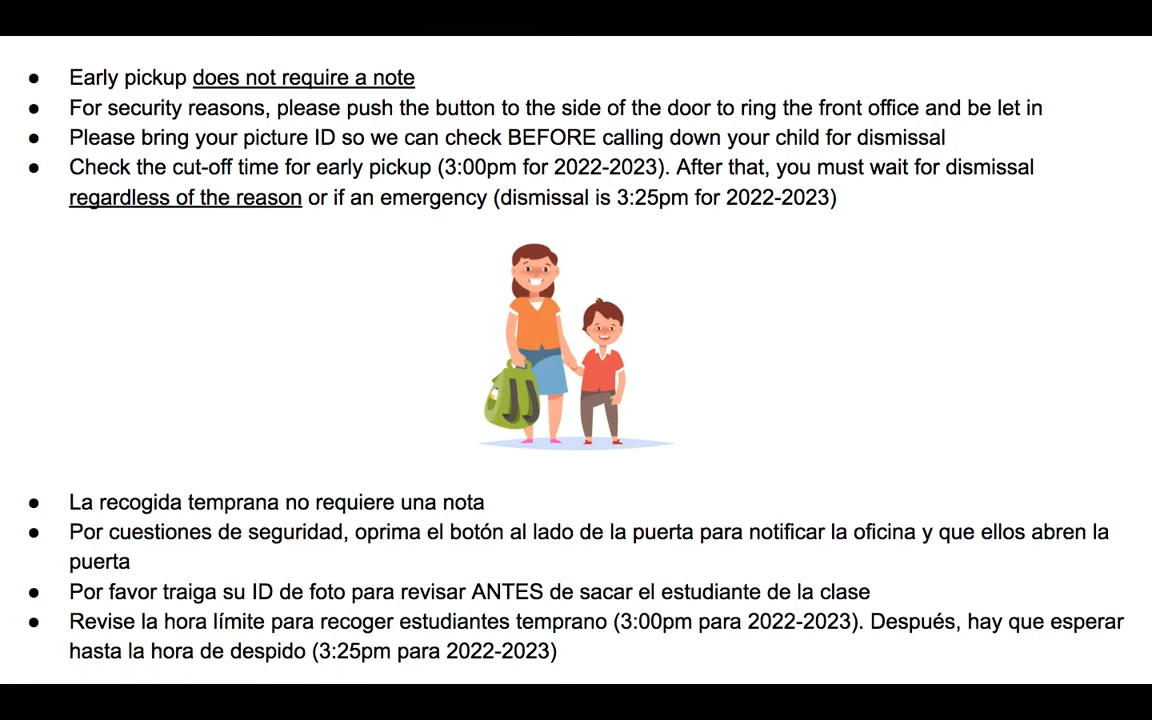 ● Early pickup does not require a note
● For security reasons, please push the button to the side of the door to ring the front office and be let in
● Please bring your picture ID so we can check BEFORE calling down your child for dismissal
● Check the cut-off time for early pickup (3:00pm for 2022-2023). After that, you must wait for dismissal
regardless of the reason or if an emergency (dismissal is 3:25pm for 2022-2023)
● La recogida temprana no requiere una nota
● Por cuestiones de seguridad, oprima el botón al lado de la puerta para notificar la oficina y que ellos abren la
puerta
● Por favor traiga su ID de foto para revisar ANTES de sacar el estudiante de la clase
● Revise la hora límite para recoger estudiantes temprano (3:00pm para 2022-2023). Después, hay que esperar
hasta la hora de despido (3:25pm para 2022-2023)